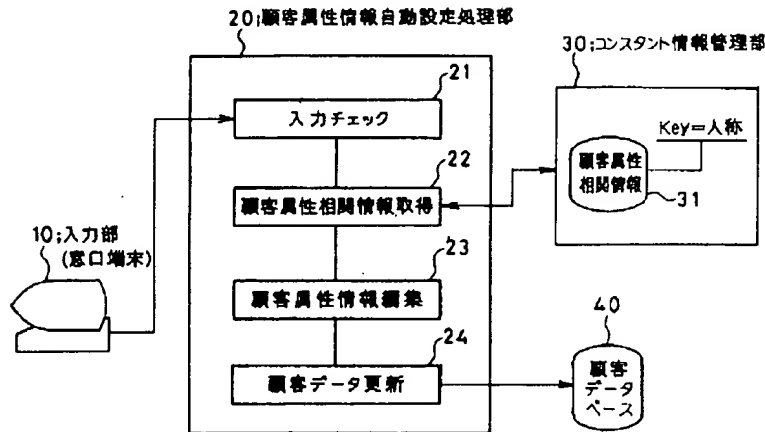 20;顧客属性情報自動設定処理部
21
入力チェック
22
顧客属性相関情報取得
23
顧客属性情報編集
24
顧客データ更新
30;コンスタント情報管理部
Key=人称
顧客属性
相関情報
31
10;入力部
(窓口端末)
40
顧客
データ
ベース